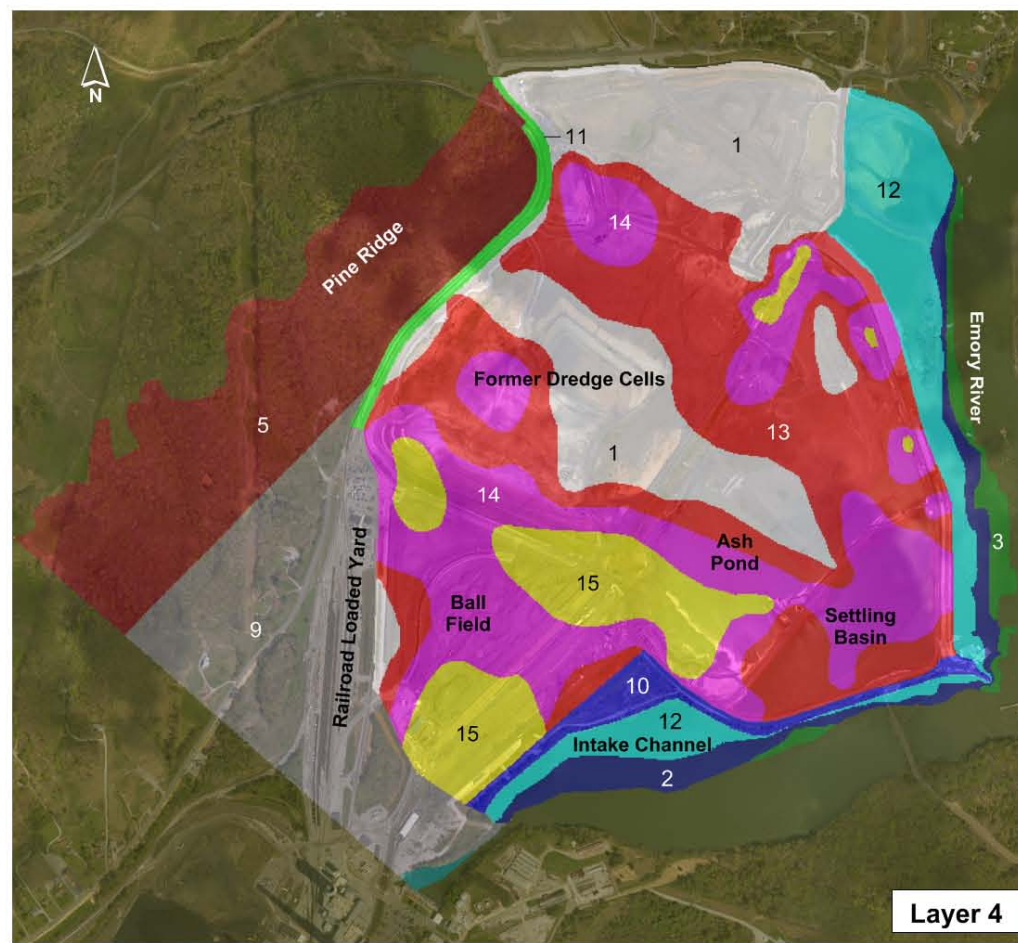 N
11
1
12
14
Pine Ridge
Emory River
Former Dredge Cells
5
13
1
14
3
Ash
Pond
15
Ball
Field
Settling
Basin
9
Railroad Loaded Yard
10
12
Intake Channel
15
2
Layer 4